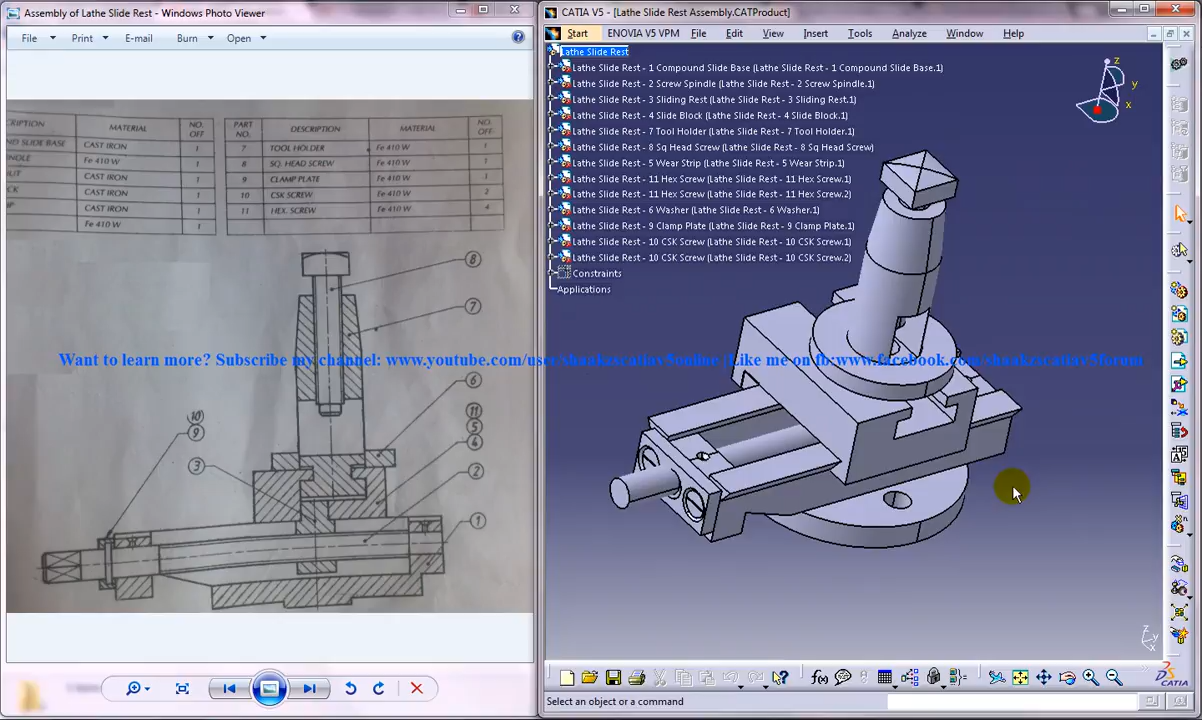 Assembly of Lathe Slide Rest - Windows Photo Viewer
File Print E-mail Burn Open
CRIPTION MATERIAL NO. OFF
ND SLIDE BASE CAST IRON 1
INDLE Fe 410 W 1
UT CAST IRON 1
CK CAST IRON 1
IP CAST IRON 1
Fe 410 W 1
PART NO. DESCRIPTION MATERIAL NO. OFF
7 TOOL HOLDER Fe 410 W 1
8 SQ. HEAD SCREW Fe 410 W 1
9 CLAMP PLATE Fe 410 W 1
10 CSK SCREW Fe 410 W 2
11 HEX. SCREW Fe 410 W 4
8
7
6
11
5
4
2
1
10
9
3
CATIA V5 - [Lathe Slide Rest Assembly.CATProduct]
Start ENOVIA V5 VPM File Edit View Insert Tools Analyze Window Help
Lathe Slide Rest
Lathe Slide Rest - 1 Compound Slide Base (Lathe Slide Rest - 1 Compound Slide Base.1)
Lathe Slide Rest - 2 Screw Spindle (Lathe Slide Rest - 2 Screw Spindle.1)
Lathe Slide Rest - 3 Sliding Rest (Lathe Slide Rest - 3 Sliding Rest.1)
Lathe Slide Rest - 4 Slide Block (Lathe Slide Rest - 4 Slide Block.1)
Lathe Slide Rest - 7 Tool Holder (Lathe Slide Rest - 7 Tool Holder.1)
Lathe Slide Rest - 8 Sq Head Screw (Lathe Slide Rest - 8 Sq Head Screw)
Lathe Slide Rest - 5 Wear Strip (Lathe Slide Rest - 5 Wear Strip.1)
Lathe Slide Rest - 11 Hex Screw (Lathe Slide Rest - 11 Hex Screw.1)
Lathe Slide Rest - 11 Hex Screw (Lathe Slide Rest - 11 Hex Screw.2)
Lathe Slide Rest - 6 Washer (Lathe Slide Rest - 6 Washer.1)
Lathe Slide Rest - 9 Clamp Plate (Lathe Slide Rest - 9 Clamp Plate.1)
Lathe Slide Rest - 10 CSK Screw (Lathe Slide Rest - 10 CSK Screw.1)
Lathe Slide Rest - 10 CSK Screw (Lathe Slide Rest - 10 CSK Screw.2)
Constraints
Applications
z
y
x
Want to learn more? Subscribe my channel: www.youtube.com/user/shaakscatiav5online |Like me on fb:www.facebook.com/shaakscatiav5forum
z
y
x
CATIA
Select an object or a command